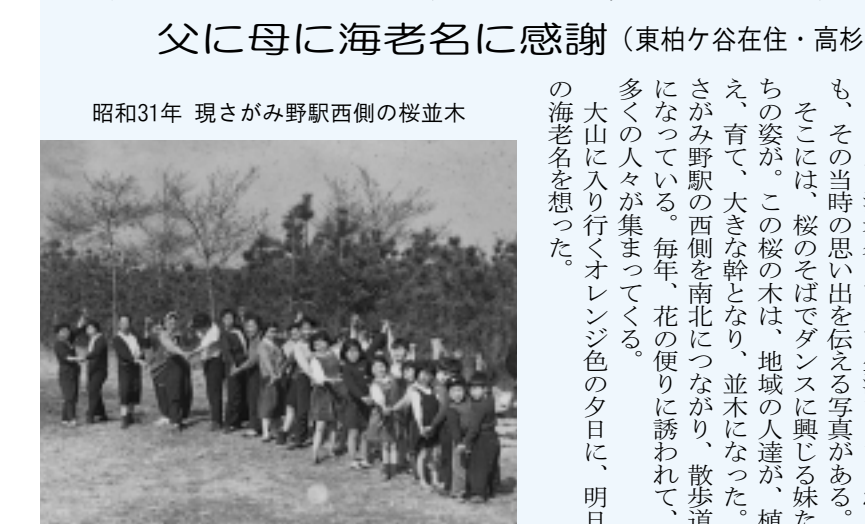 父に母に海老名に感謝（東柏ケ谷在住・高杉
昭和31年 現さがみ野駅西側の桜並木
も、その当時の思い出を伝える写真がある。
そこには、桜のそばでダンスに興じる妹た
ちの姿が。この桜の木は、地域の人達が、植
え、育て、大きな幹となり、並木になった。
さがみ野駅の西側を南北につながり、散歩道
になっている。毎年、花の便りに誘われて、
多くの人々が集まってくる。
大山に入り行くオレンジ色の夕日に、明日
の海老名を想った。